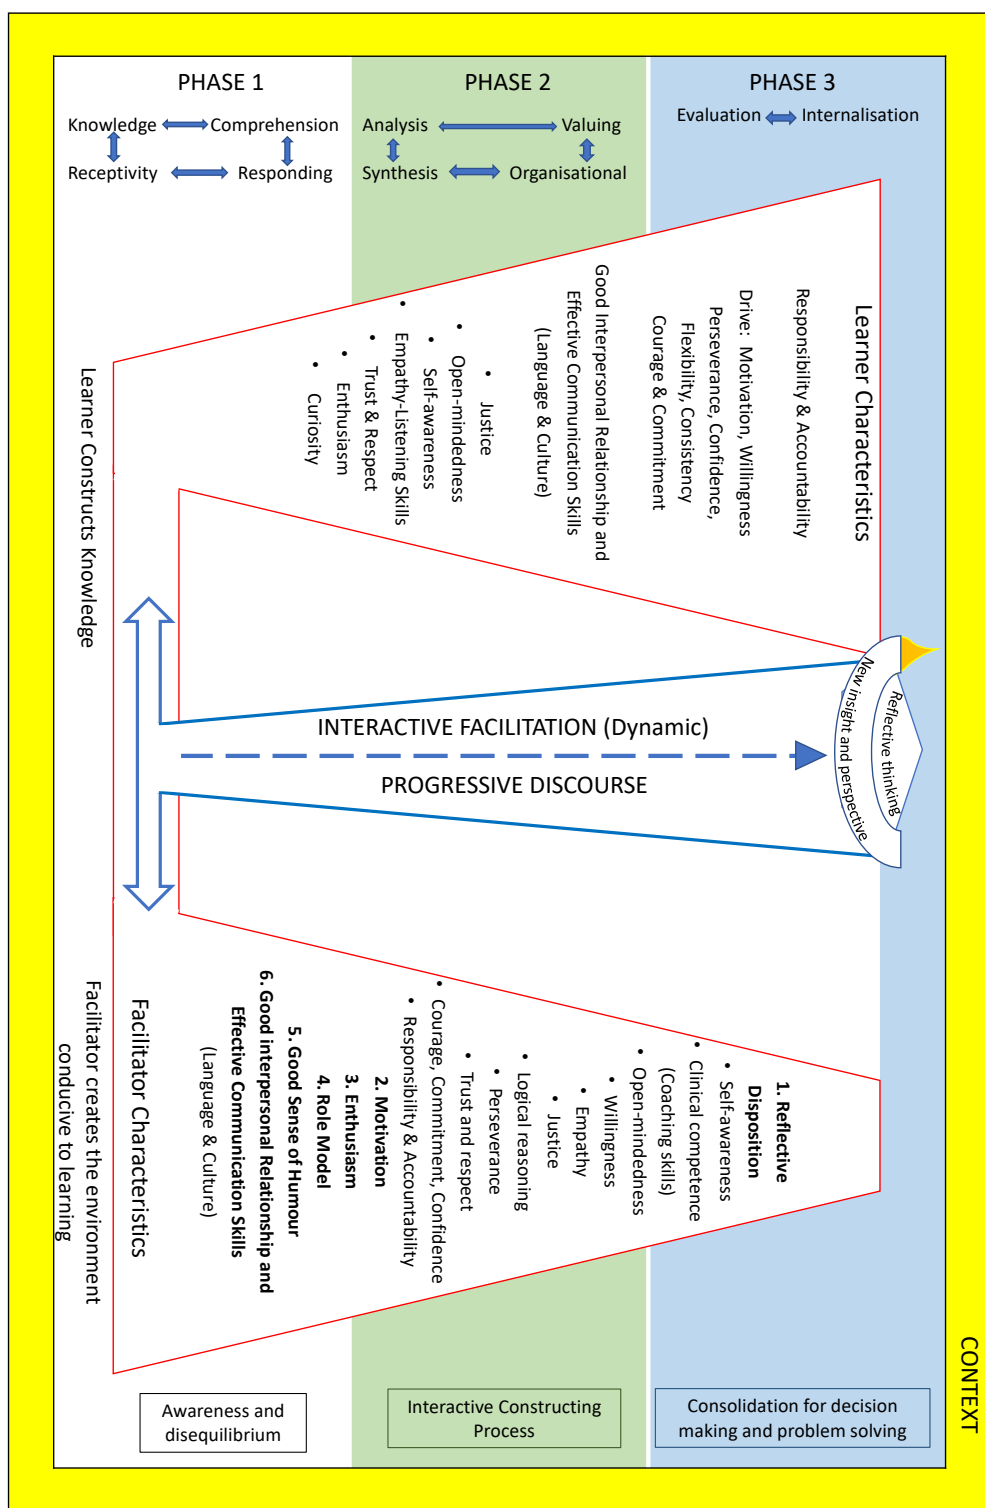 PHASE 1
Knowledge
Comprehension
Receptivity
Responding
PHASE 2
Analysis
Valuing
Synthesis
Organisational
PHASE 3
Evaluation
Internalisation
Learner Characteristics
Responsibility & Accountability
Drive: Motivation, Willingness
Perseverance, Confidence,
Flexibility, Consistency
Courage & Commitment
Good Interpersonal Relationship and
Effective Communication Skills
(Language & Culture)
• Justice
• Open-mindedness
• Self-awareness
• Empathy-Listening Skills
• Trust & Respect
• Enthusiasm
• Curiosity
Learner Constructs Knowledge
Reflective thinking
New insight and perspective
INTERACTIVE FACILITATION (Dynamic)
PROGRESSIVE DISCOURSE
1. Reflective
Disposition
• Self-awareness
• Clinical competence
(Coaching skills)
• Open-mindedness
• Willingness
• Empathy
• Justice
• Logical reasoning
• Perseverance
• Trust and respect
• Courage, Commitment, Confidence
• Responsibility & Accountability
2. Motivation
3. Enthusiasm
4. Role Model
5. Good Sense of Humour
6. Good interpersonal Relationship and
Effective Communication Skills
(Language & Culture)
Facilitator Characteristics
Facilitator creates the environment
conducive to learning
Awareness and
disequilibrium
Interactive Constructing
Process
Consolidation for decision
making and problem solving
CONTEXT